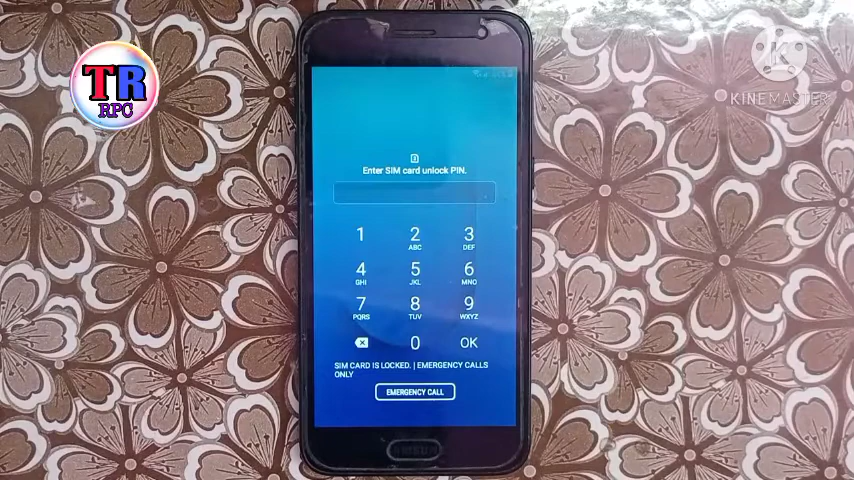 TR
RPC
KINEMASTER
Enter SIM card unlock PIN.
1 2 3
ABC DEF
4 5 6
GHI JKL MNO
7 8 9
PQRS TUV WXYZ
0 OK
SIM CARD IS LOCKED. | EMERGENCY CALLS
ONLY
EMERGENCY CALL
SAMSUNG